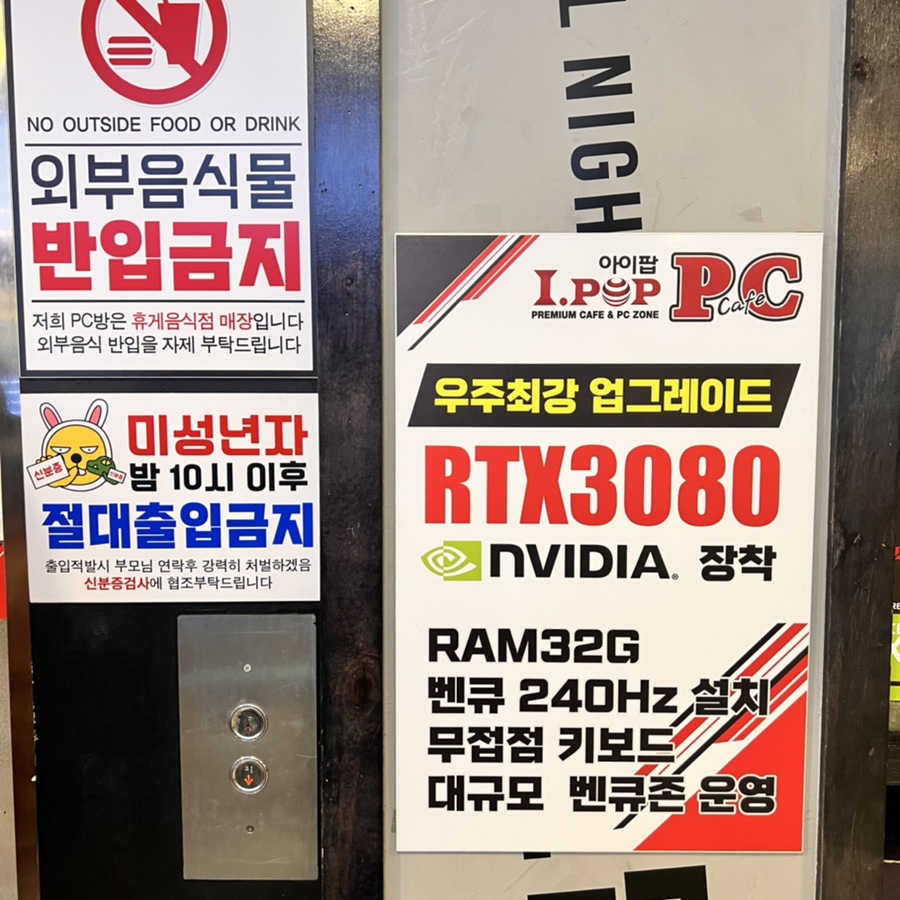 NO OUTSIDE FOOD OR DRINK
외부음식물
반입금지
저희 PC방은 휴게음식점 매장입니다
외부음식 반입을 자제 부탁드립니다
신분증
미성년자
밤 10시 이후
절대출입금지
출입적발시 부모님 연락후 강력히 처벌하겠음
신분증검사에 협조부탁드립니다
L NIGH
아이팝
I.POP PC Cafe
PREMIUM CAFE & PC ZONE
우주최강 업그레이드
RTX3080
NVIDIA. 장착
RAM32G
벤큐 240Hz 설치
무접점 키보드
대규모 벤큐존 운영